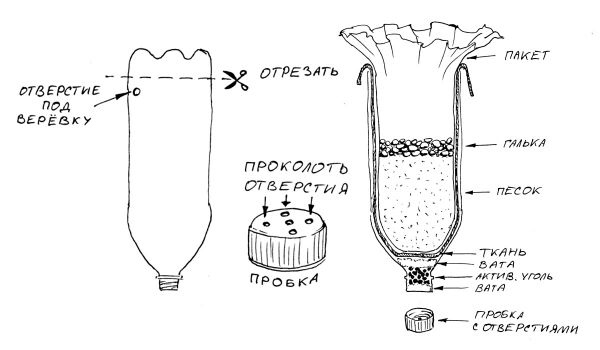 ОТРЕЗАТЬ
ОТВЕРСТИЕ
ПОД
ВЕРЁВКУ
ПРОКОЛОТЬ
ОТВЕРСТИЯ
ПРОБКА
ПАКЕТ
ГАЛЬКА
ПЕСОК
ТКАНЬ
ВАТА
АКТИВ. УГОЛЬ
ВАТА
ПРОБКА
С ОТВЕРСТИЯМИ